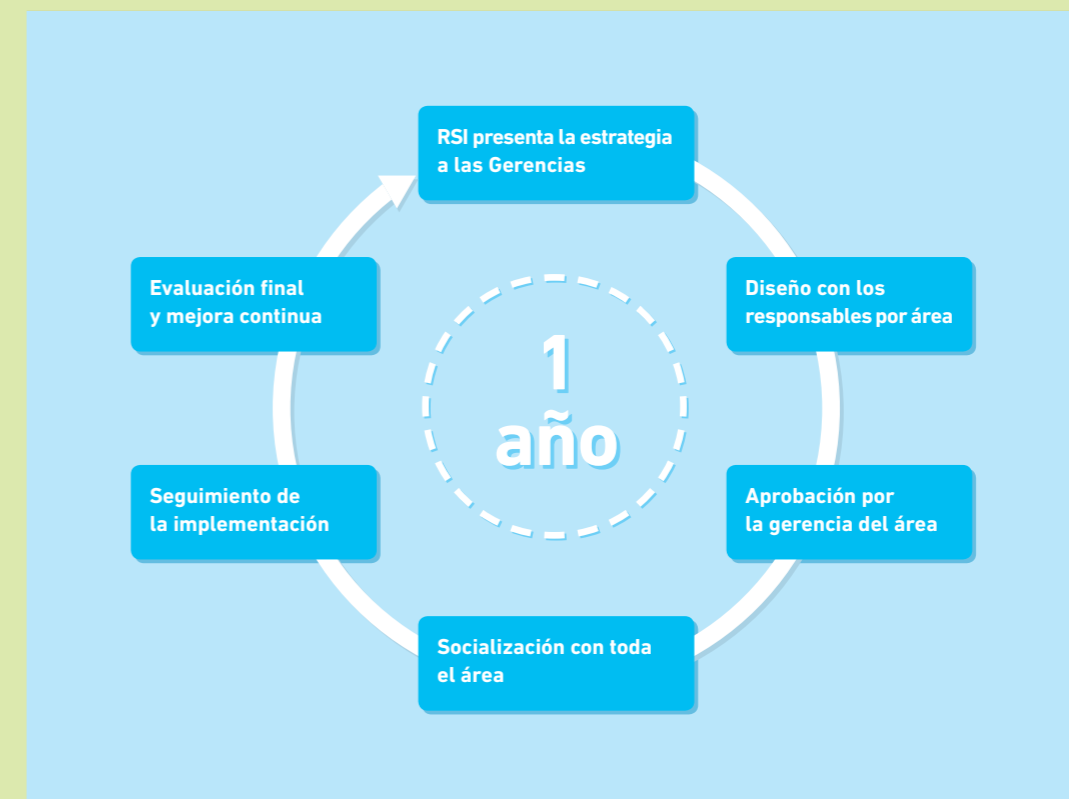 RSI presenta la estrategia
a las Gerencias
Diseño con los
responsables por área
Aprobación por
la gerencia del área
Socialización con toda
el área
Seguimiento de
la implementación
Evaluación final
y mejora continua
1
año